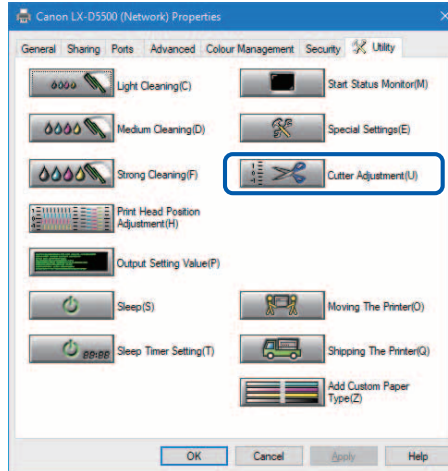 Canon LX-D5500 (Network) Properties
General Sharing Ports Advanced Colour Management Security Utility
Light Cleaning(C)
Start Status Monitor(M)
Medium Cleaning(D)
Special Settings(E)
Strong Cleaning(F)
Cutter Adjustment(U)
Print Head Position
Adjustment(H)
Output Setting Value(P)
Sleep(S)
Moving The Printer(O)
88:88
Sleep Timer Setting(T)
Shipping The Printer(Q)
Add Custom Paper
Type(Z)
OK Cancel Apply Help